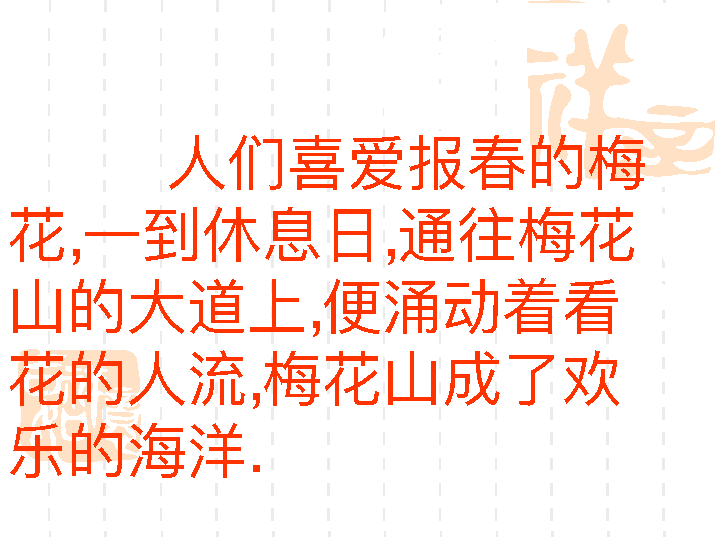 人们喜爱报春的梅
花,一到休息日,通往梅花
山的大道上,便涌动着看
花的人流,梅花山成了欢
乐的海洋.